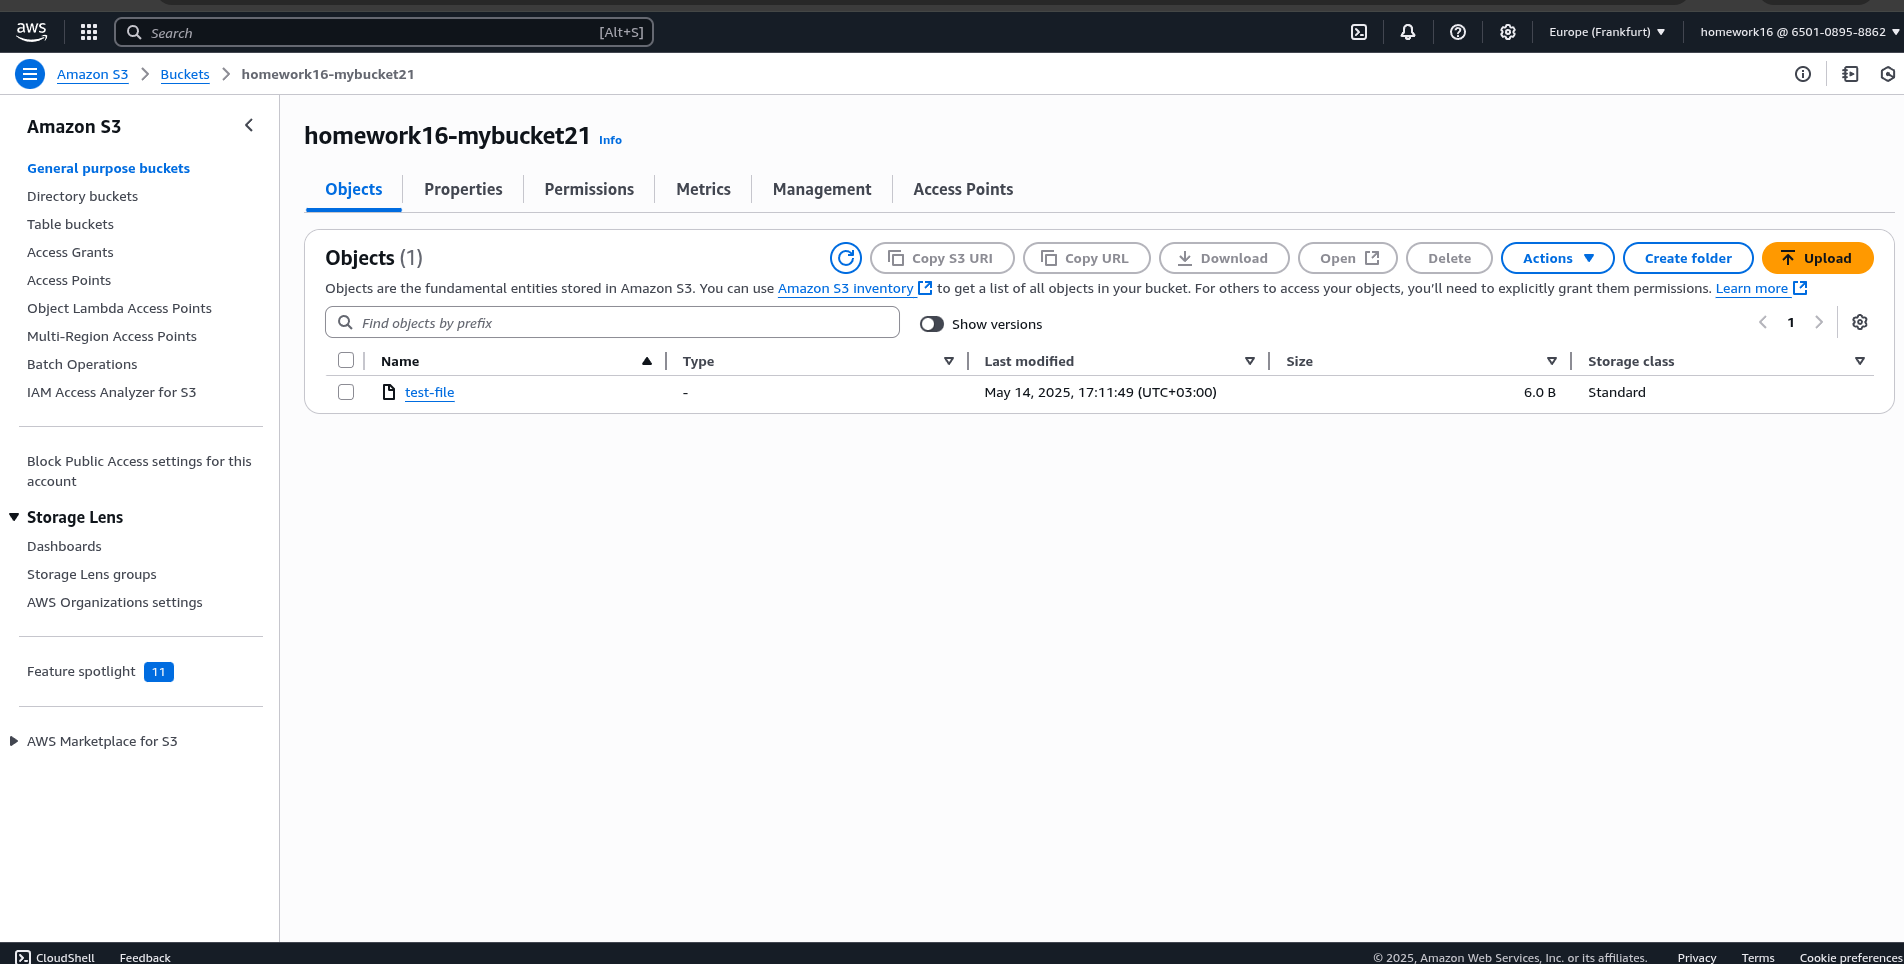 aws
Search [Alt+S]
Europe (Frankfurt)
homework16 @ 6501-0895-8862
Amazon S3
Buckets
homework16-mybucket21
Amazon S3
General purpose buckets
Directory buckets
Table buckets
Access Grants
Access Points
Object Lambda Access Points
Multi-Region Access Points
Batch Operations
IAM Access Analyzer for S3
Block Public Access settings for this
account
Storage Lens
Dashboards
Storage Lens groups
AWS Organizations settings
Feature spotlight 11
AWS Marketplace for S3
homework16-mybucket21 Info
Objects Properties Permissions Metrics Management Access Points
Objects (1)
Copy S3 URI Copy URL Download Open Delete Actions Create folder Upload
Objects are the fundamental entities stored in Amazon S3. You can use Amazon S3 inventory to get a list of all objects in your bucket. For others to access your objects, you'll need to explicitly grant them permissions. Learn more
Find objects by prefix
Show versions
1
Name Type Last modified Size Storage class
test-file - May 14, 2025, 17:11:49 (UTC+03:00) 6.0 B Standard
CloudShell Feedback
© 2025, Amazon Web Services, Inc. or its affiliates. Privacy Terms Cookie preferences